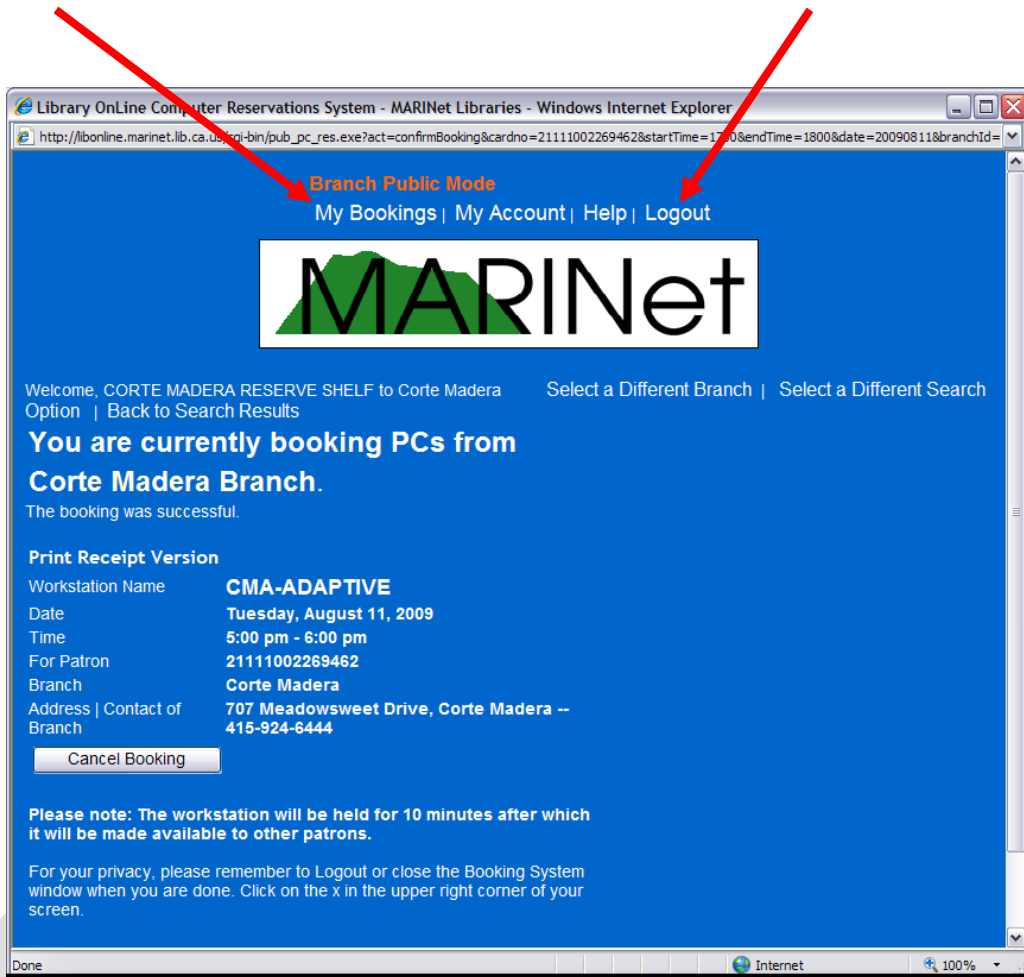 Library OnLine Computer Reservations System - MARINet Libraries - Windows Internet Explorer
http://libonline.marinet.lib.ca.us/ pub_pc_res.exe?act=confirmBooking&cardno=21111002269462& &endTime=1800&date=20090811&branchId=
Branch Public Mode
My Bookings | My Account | Help | Logout
MARINet
Welcome, CORTE MADERA RESERVE SHELF to Corte Madera Select a Different Branch | Select a Different Search
Option | Back to Search Results
You are currently booking PCs from
Corte Madera Branch.
The booking was successful.
Print Receipt Version
Workstation Name CMA-ADAPTIVE
Date Tuesday, August 11, 2009
Time 5:00 pm - 6:00 pm
For Patron 21111002269462
Branch Corte Madera
Address | Contact of 707 Meadowsweet Drive, Corte Madera --
Branch 415-924-6444
Cancel Booking
Please note: The workstation will be held for 10 minutes after which
it will be made available to other patrons.
For your privacy, please remember to Logout or close the Booking System
window when you are done. Click on the x in the upper right corner of your
screen.
Done Internet 100%